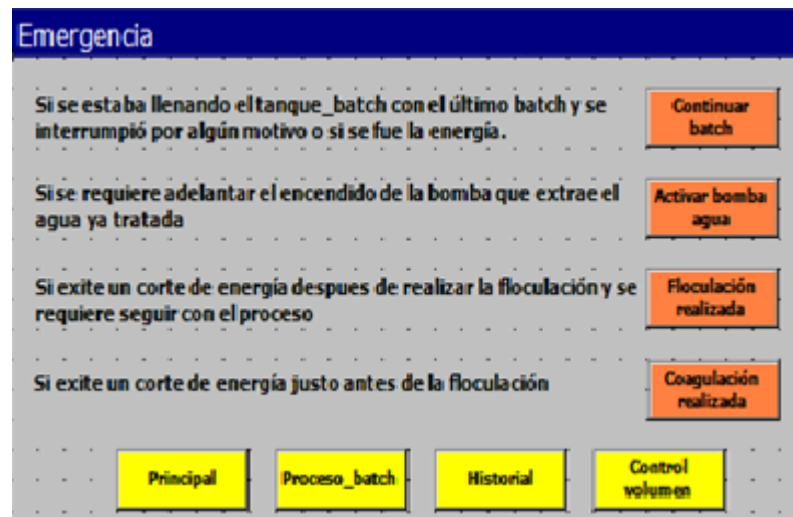 Emergencia
Si se estaba llenando el tanque_batch con el último batch y se
interrumpió por algún motivo o si se fue la energía.
Continuar
batch
Si se requiere adelantar el encendido de la bomba que extrae el
agua ya tratada
Activar bomba
agua
Si exite un corte de energía despues de realizar la floculación y se
requiere seguir con el proceso
Floculación
realizada
Si exite un corte de energía justo antes de la floculación
Coagulación
realizada
Principal
Proceso_batch
Historial
Control
volumen